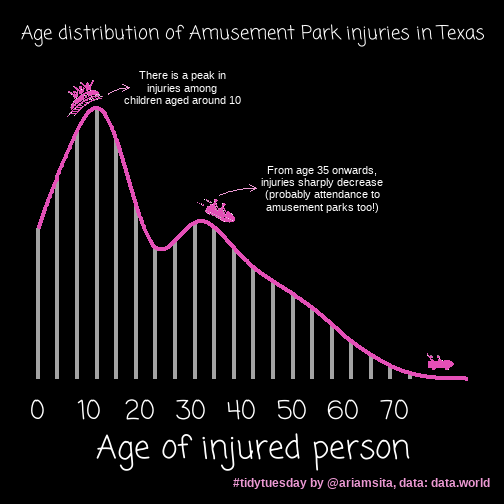 Age distribution of Amusement Park injuries in Texas
There is a peak in
injuries among
children aged around 10
From age 35 onwards,
injuries sharply decrease
(probably attendance to
amusement parks too!)
0 10 20 30 40 50 60 70
Age of injured person
#tidytuesday by @ariamsita, data: data.world